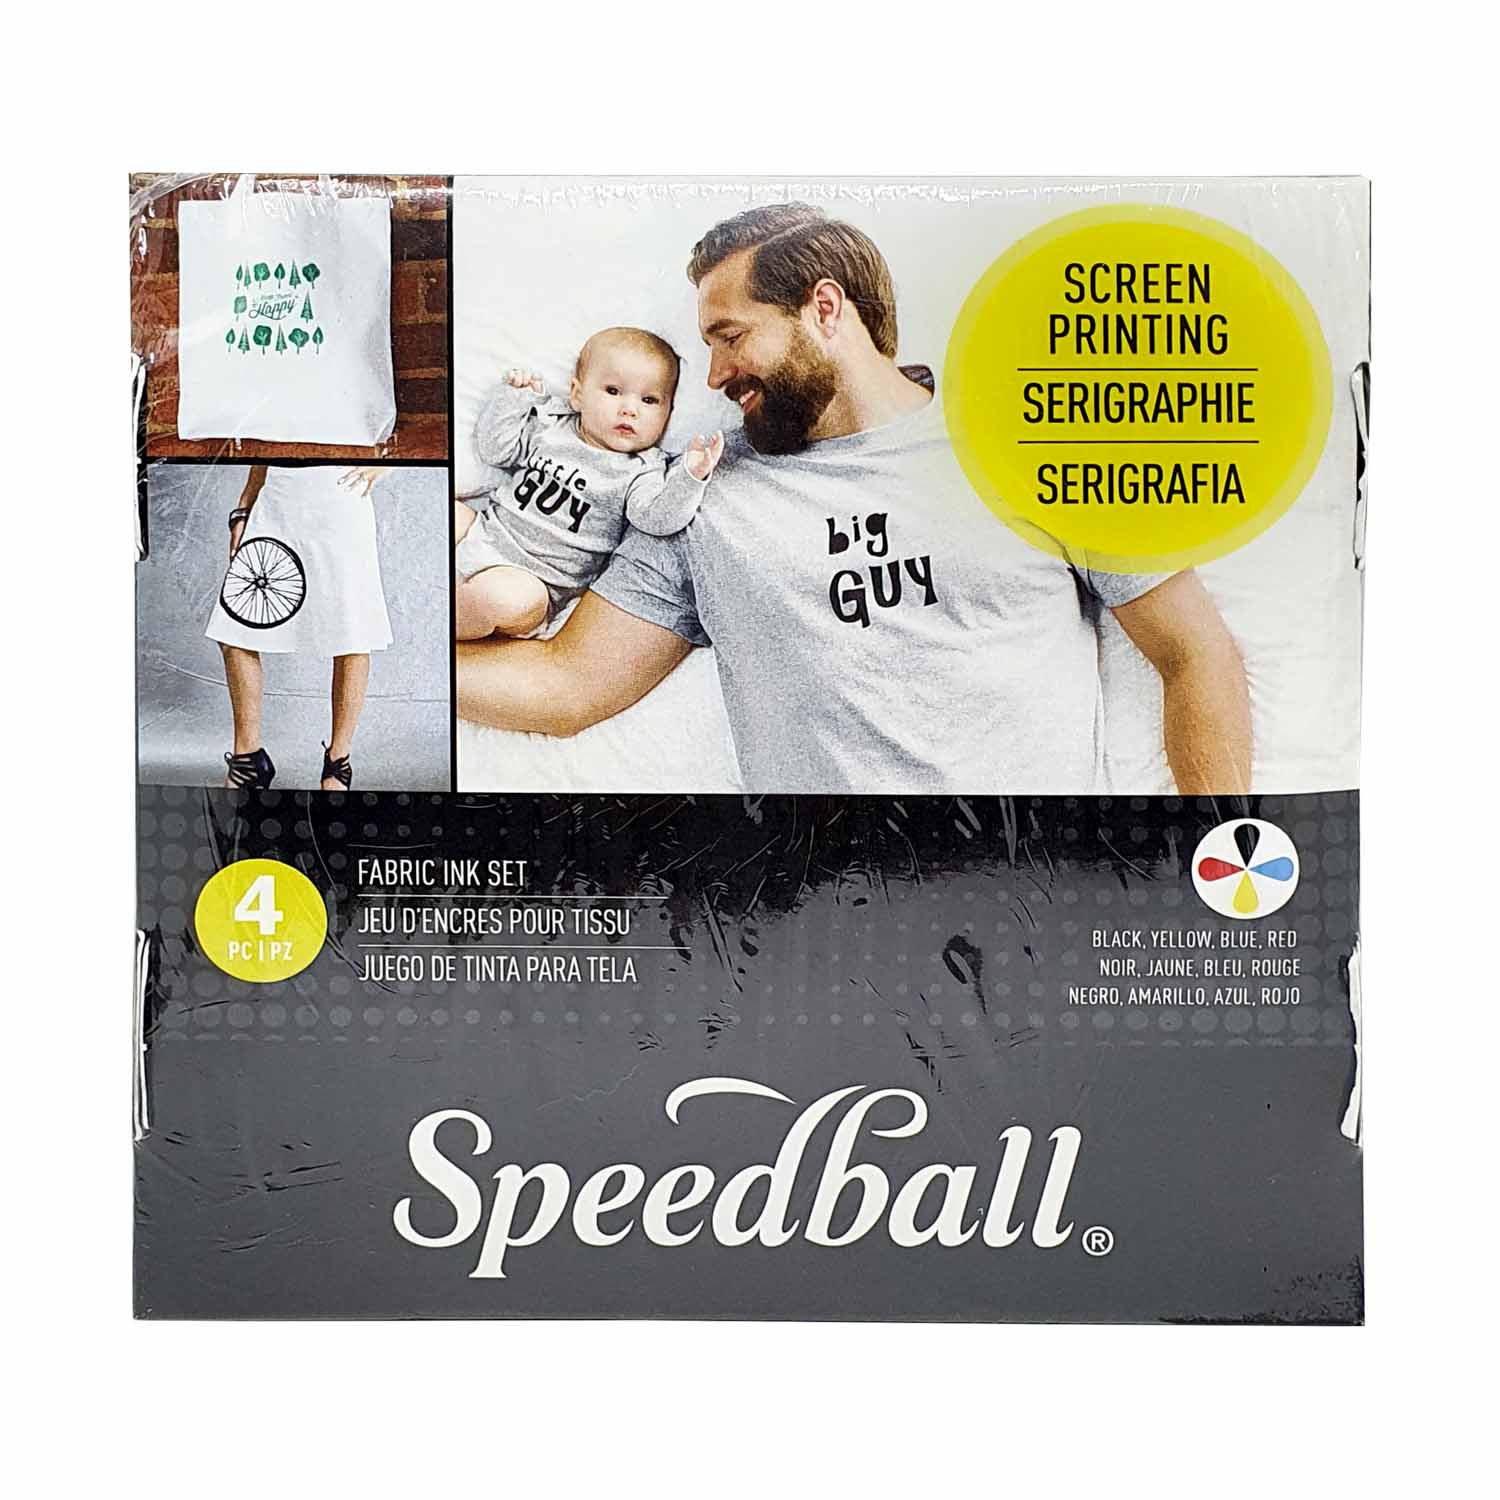 Happy
little
GUY
big
GUY
SCREEN
PRINTING
SERIGRAPHIE
SERIGRAFIA
4
PC | PZ
FABRIC INK SET
JEU D'ENCRES POUR TISSU
JUEGO DE TINTA PARA TELA
BLACK, YELLOW, BLUE, RED
NOIR, JAUNE, BLEU, ROUGE
NEGRO, AMARILLO, AZUL, ROJO
Speedball®